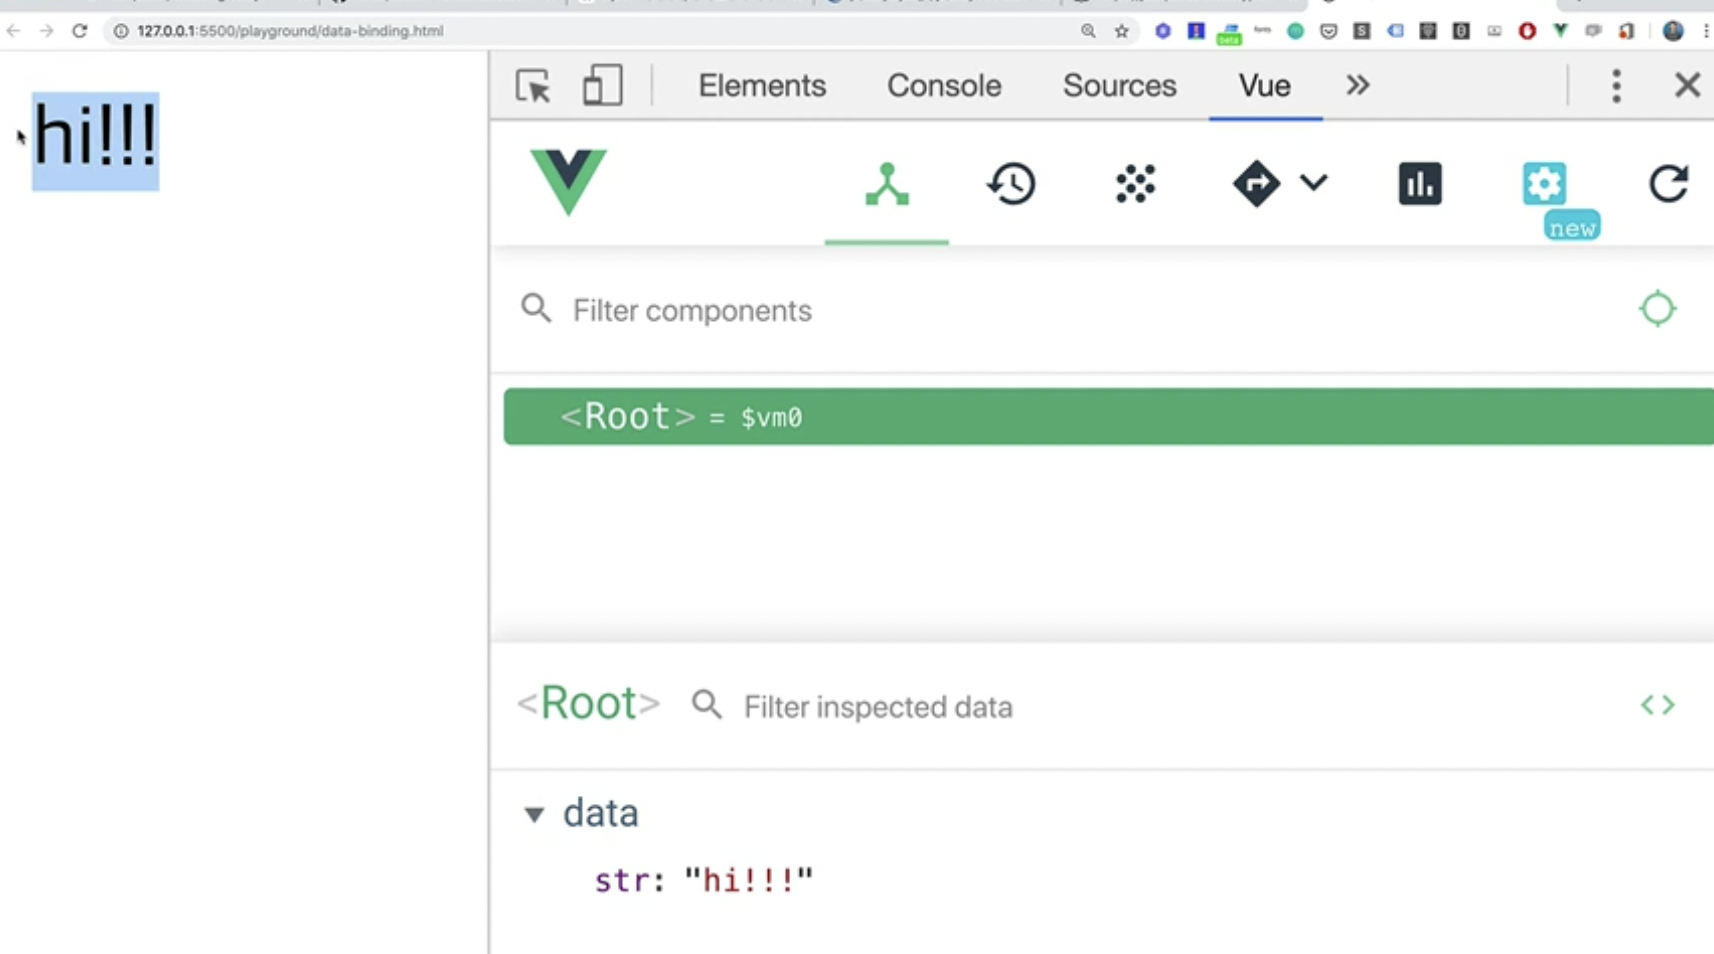 127.0.0.1:5500/playground/data-binding.html
beta
hi!!!
Elements Console Sources Vue
new
Filter components
<Root> = $vm0
<Root> Filter inspected data
data
str: "hi!!!"